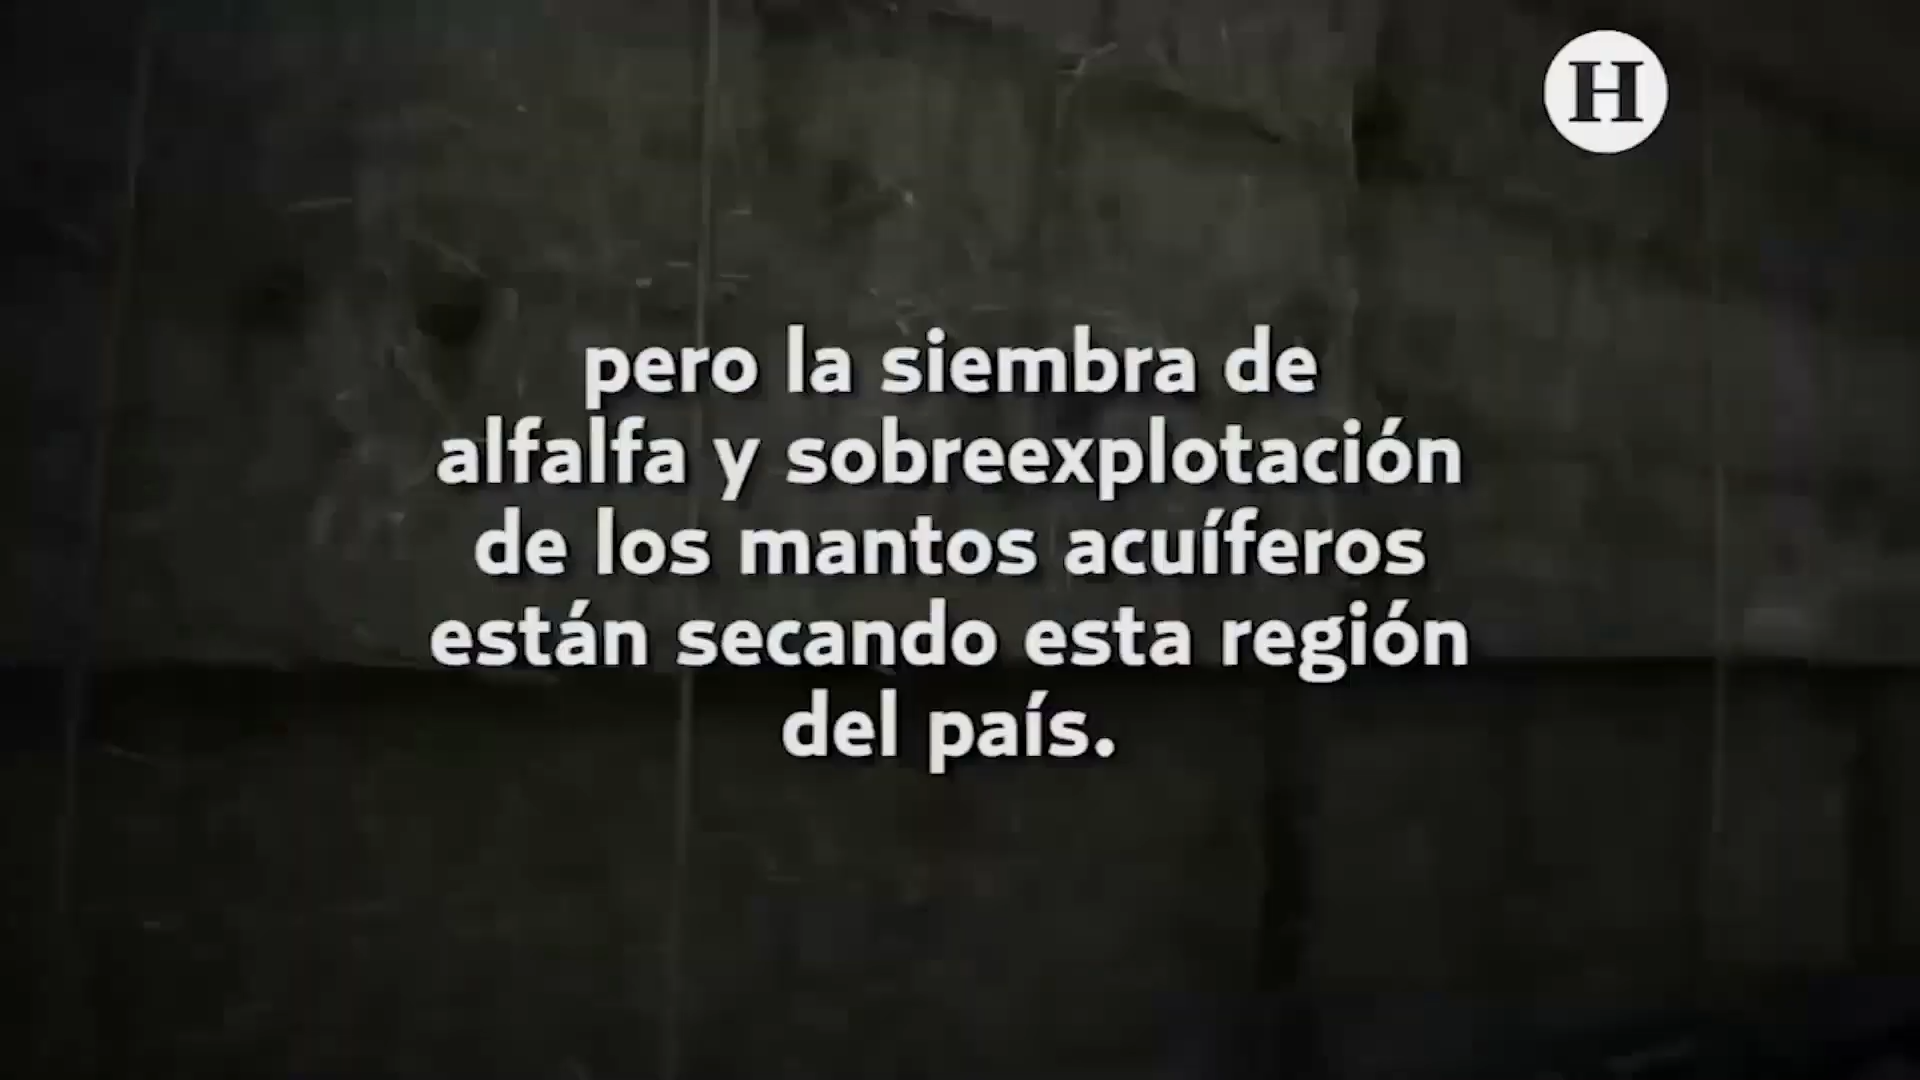 H
pero la siembra de
alfalfa y sobreexplotación
de los mantos acuíferos
están secando esta región
del país.